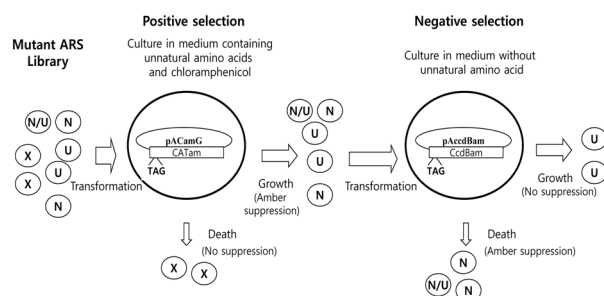 Positive selection
Negative selection
Mutant ARS
Library
Culture in medium containing
unnatural amino acids
and chloramphenicol
Culture in medium without
unnatural amino acid
N/U
N
X
U
X
U
N
Transformation
pACamG
CATam
TAG
Growth
(Amber
suppression)
N/U
N
U
U
N
Transformation
pAccdBam
CcdBam
TAG
Growth
(No suppression)
U
U
Death
(No suppression)
X
X
Death
(Amber suppression)
N
N/U
N